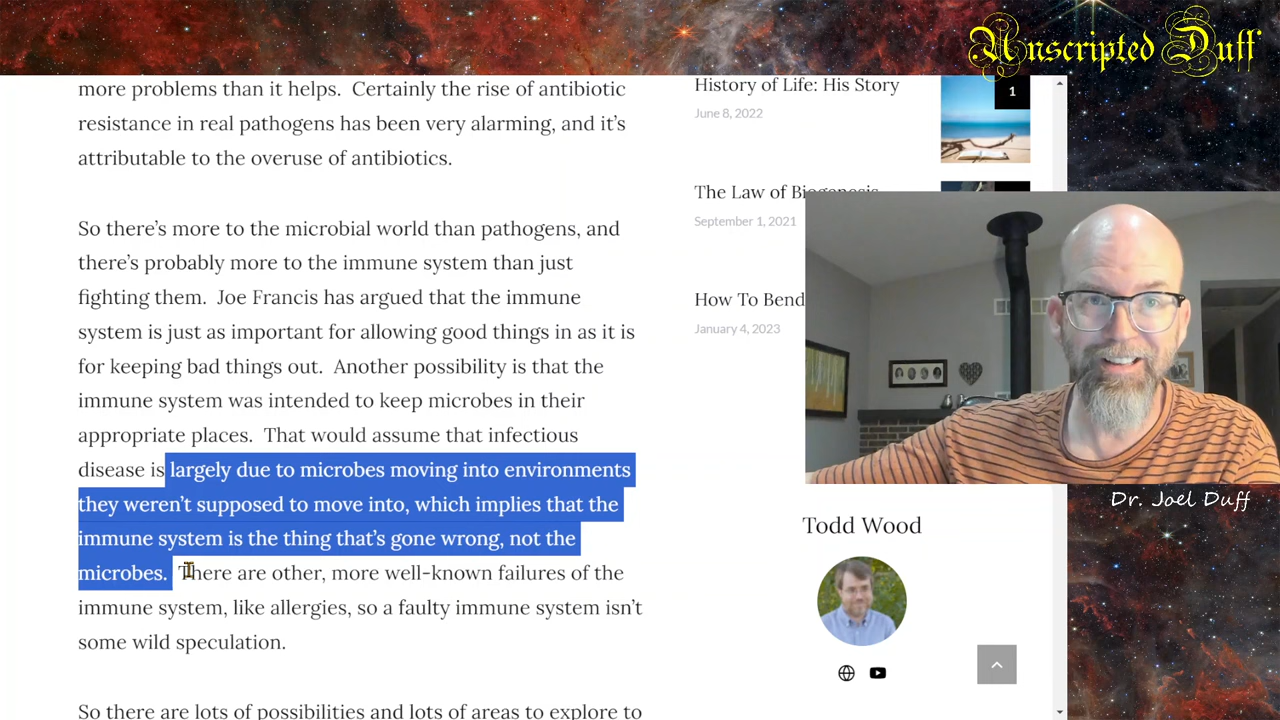 Unscripted Duff
more problems than it helps.  Certainly the rise of antibiotic
resistance in real pathogens has been very alarming, and it’s
attributable to the overuse of antibiotics.
So there’s more to the microbial world than pathogens, and
there’s probably more to the immune system than just
fighting them.  Joe Francis has argued that the immune
system is just as important for allowing good things in as it is
for keeping bad things out.  Another possibility is that the
immune system was intended to keep microbes in their
appropriate places.  That would assume that infectious
disease is largely due to microbes moving into environments
they weren’t supposed to move into, which implies that the
immune system is the thing that’s gone wrong, not the
microbes.  There are other, more well-known failures of the
immune system, like allergies, so a faulty immune system isn’t
some wild speculation.
So there are lots of possibilities and lots of areas to explore to
History of Life: His Story
1
June 8, 2022
The Law of Biogenesis
September 1, 2021
How To Bend
January 4, 2023
Dr. Joel Duff
Todd Wood